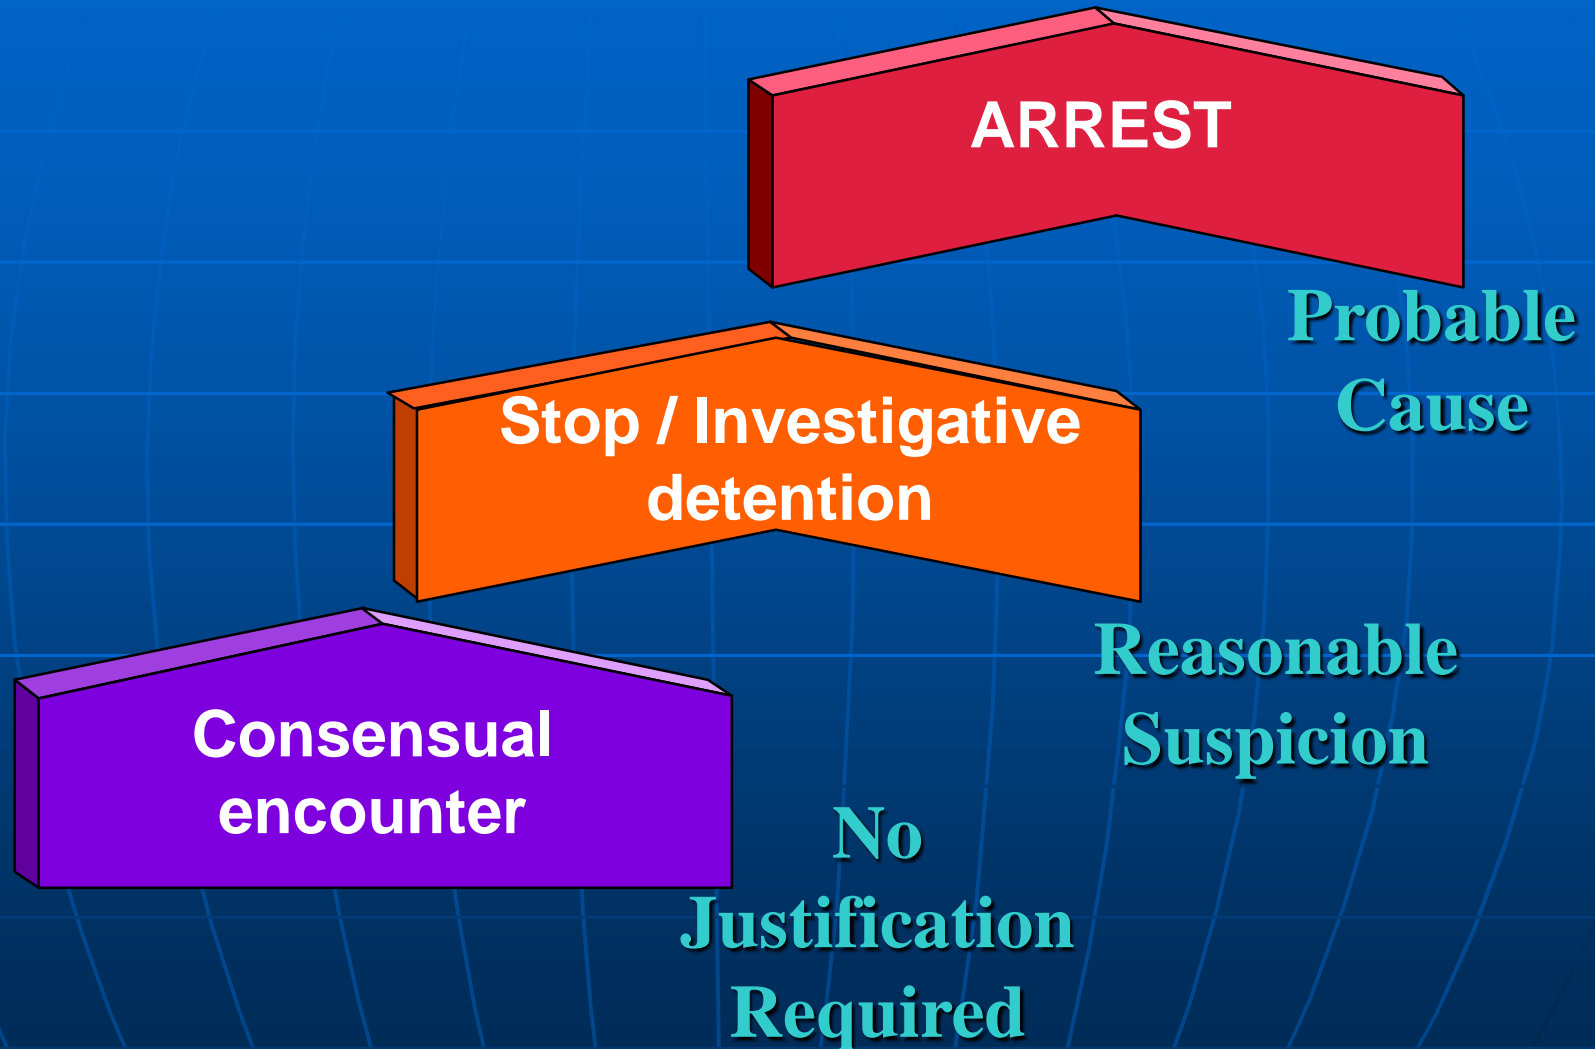 ARREST
Probable
Cause
Stop / Investigative
detention
Reasonable
Suspicion
Consensual
encounter
No
Justification
Required